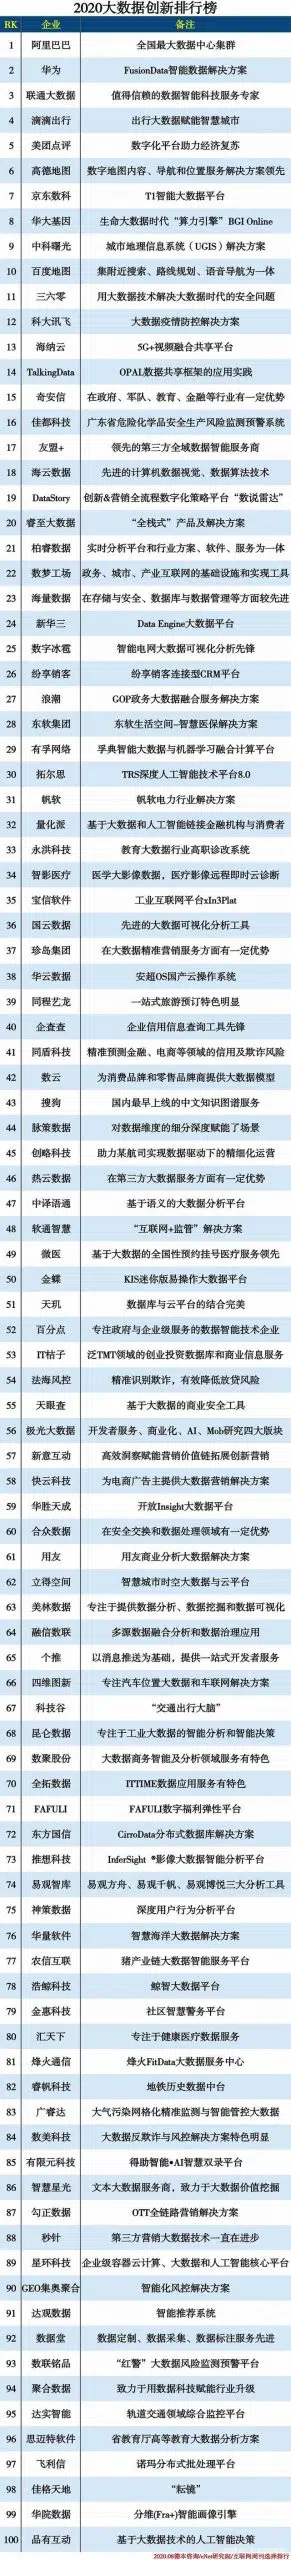 2020大数据创新排行榜
RK 企业 备注
1 阿里巴巴 全国最大数据中心集群
2 华为 FusionData智能数据解决方案
3 联通大数据 值得信赖的数据智能科技服务专家
4 滴滴出行 出行大数据赋能智慧城市
5 美团点评 数字化平台助力经济复苏
6 高德地图 数字地图内容、导航和位置服务解决方案领先
7 京东数科 T1智能大数据平台
8 华大基因 生命大数据时代“算力引擎”BGI Online
9 中科曙光 城市地理信息系统（UGIS）解决方案
10 百度地图 集附近搜索、路线规划、语音导航为一体
11 三六零 用大数据技术解决大数据时代的安全问题
12 科大讯飞 大数据疫情防控解决方案
13 海纳云 5G+视频融合共享平台
14 TalkingData OPAL数据共享框架的应用实践
15 奇安信 在政府、军队、教育、金融等行业有一定优势
16 佳都科技 广东省危险化学品安全生产风险监测预警系统
17 友盟+ 领先的第三方全域数据智能服务商
18 海云数据 先进的计算机数据视觉、数据算法技术
19 DataStory 创新&营销全流程数字化策略平台“数说雷达”
20 睿至大数据 “全栈式”产品及解决方案
21 柏睿数据 实时分析平台和行业方案、软件、服务为一体
22 数梦工场 政务、城市、产业互联网的基础设施和实现工具
23 海量数据 在存储与安全、数据库与数据管理等方面较先进
24 新华三 Data Engine大数据平台
25 数字冰雹 智能电网大数据可视化分析先锋
26 纷享销客 纷享销客连接型CRM平台
27 浪潮 GOP政务大数据融合服务解决方案
28 东软集团 东软生活空间-智慧医保解决方案
29 有孚网络 孚典智能大数据与机器学习融合计算平台
30 拓尔思 TRS深度人工智能技术平台8.0
31 帆软 帆软电力行业解决方案
32 量化派 基于大数据和人工智能链接金融机构与消费者
33 永洪科技 教育大数据行业高职诊改系统
34 智影医疗 医学大影像数据，医疗影像远程即时云诊断
35 宝信软件 工业互联网平台xIn3Plat
36 国云数据 先进的大数据可视化分析工具
37 珍岛集团 在大数据精准营销服务方面有一定优势
38 华云数据 安超OS国产云操作系统
39 同程艺龙 一站式旅游预订特色明显
40 企查查 企业信用信息查询工具先锋
41 同盾科技 精准预测金融、电商等领域的信用及欺诈风险
42 数云 为消费品牌和零售品牌商提供大数据模型
43 搜狗 国内最早上线的中文知识图谱服务
44 脉策数据 对数据维度的细分深度赋能了场景
45 创略科技 助力某航司可实现数据驱动下的精细化运营
46 热云数据 在第三方大数据服务方面有一定优势
47 中译语通 基于语义的大数据分析平台
48 软通智慧 “互联网+监管”解决方案
49 微医 基于大数据的全国性预约挂号医疗服务领先
50 金蝶 KIS迷你版易操作大数据平台
51 天玑 数据库与云平台的结合完美
52 百分点 专注政府与企业级服务的数据智能技术企业
53 IT桔子 泛TMT领域的创业投资数据库和商业信息服务
54 法海风控 精准识别欺诈，有效降低放贷风险
55 天眼查 基于大数据的商业安全工具
56 极光大数据 开发者服务、商业化、AI、Mob研究四大版块
57 新意互动 高效洞察赋能营销价值链拓展创新营销
58 快云科技 为电商广告主提供大数据营销解决方案
59 华胜天成 开放Insight大数据平台
60 合众数据 在安全交换和数据处理领域有一定优势
61 用友 用友商业分析大数据解决方案
62 立得空间 智慧城市时空大数据与云平台
63 美林数据 专注于提供数据分析、数据挖掘和数据可视化
64 融信数联 多源数据融合分析和数据治理应用
65 个推 以消息推送为基础，提供一站式开发者服务
66 四维图新 专注汽车位置大数据和车联网解决方案
67 科技谷 “交通出行大脑”
68 昆仑数据 专注于工业大数据的智能分析和智能决策
69 数聚股份 大数据商务智能及分析领域服务有特色
70 全拓数据 ITTIME数据应用服务有特色
71 FAFULI FAFULI数字福利弹性平台
72 东方国信 CirroData分布式数据库解决方案
73 推想科技 InferSight ®影像大数据智能分析平台
74 易观智库 易观方舟、易观千帆、易观博悦三大分析工具
75 神策数据 深度用户行为分析平台
76 华量软件 智慧海洋大数据解决方案
77 农信互联 猪产业链大数据智能服务平台
78 浩鲸科技 鲸智大数据平台
79 金惠科技 社区智慧警务平台
80 汇天下 专注于健康医疗数据服务
81 烽火通信 烽火FitData大数据服务中心
82 睿帆科技 地铁历史数据中台
83 广睿达 大气污染网格化精准监测与智能管控大数据
84 数美科技 大数据反欺诈与风控解决方案特色明显
85 有限元科技 得助智能•AI智慧双录平台
86 智慧星光 文本大数据服务商，致力于大数据价值挖掘
87 勾正数据 OTT全链路营销解决方案
88 秒针 第三方营销大数据技术一直在进步
89 星环科技 企业级容器云计算、大数据和人工智能核心平台
90 GEO集奥聚合 智能化风控解决方案
91 达观数据 智能推荐系统
92 数据堂 数据定制、数据采集、数据标注服务先进
93 数联铭品 “红警”大数据风险监测预警平台
94 聚合数据 致力于用数据科技赋能行业升级
95 达实智能 轨道交通领域综合监控平台
96 思迈特软件 省教育厅高等教育大数据分析方案
97 飞利信 诺玛分布式批处理平台
98 佳格天地 “耘镜”
99 华院数据 分维(Fra+)智能画像引擎
100 品有互动 基于大数据技术的人工智能决策
2020.08德本咨询/eNet研究院/互联网周刊选择排行